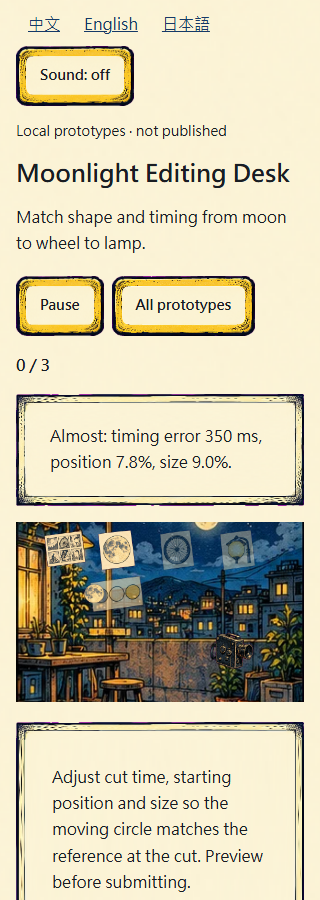 中文 English 日本語
Sound: off
Local prototypes · not published
Moonlight Editing Desk
Match shape and timing from moon
to wheel to lamp.
Pause All prototypes
0 / 3
Almost: timing error 350 ms,
position 7.8%, size 9.0%.
Adjust cut time, starting
position and size so the
moving circle matches the
reference at the cut. Preview
before submitting.